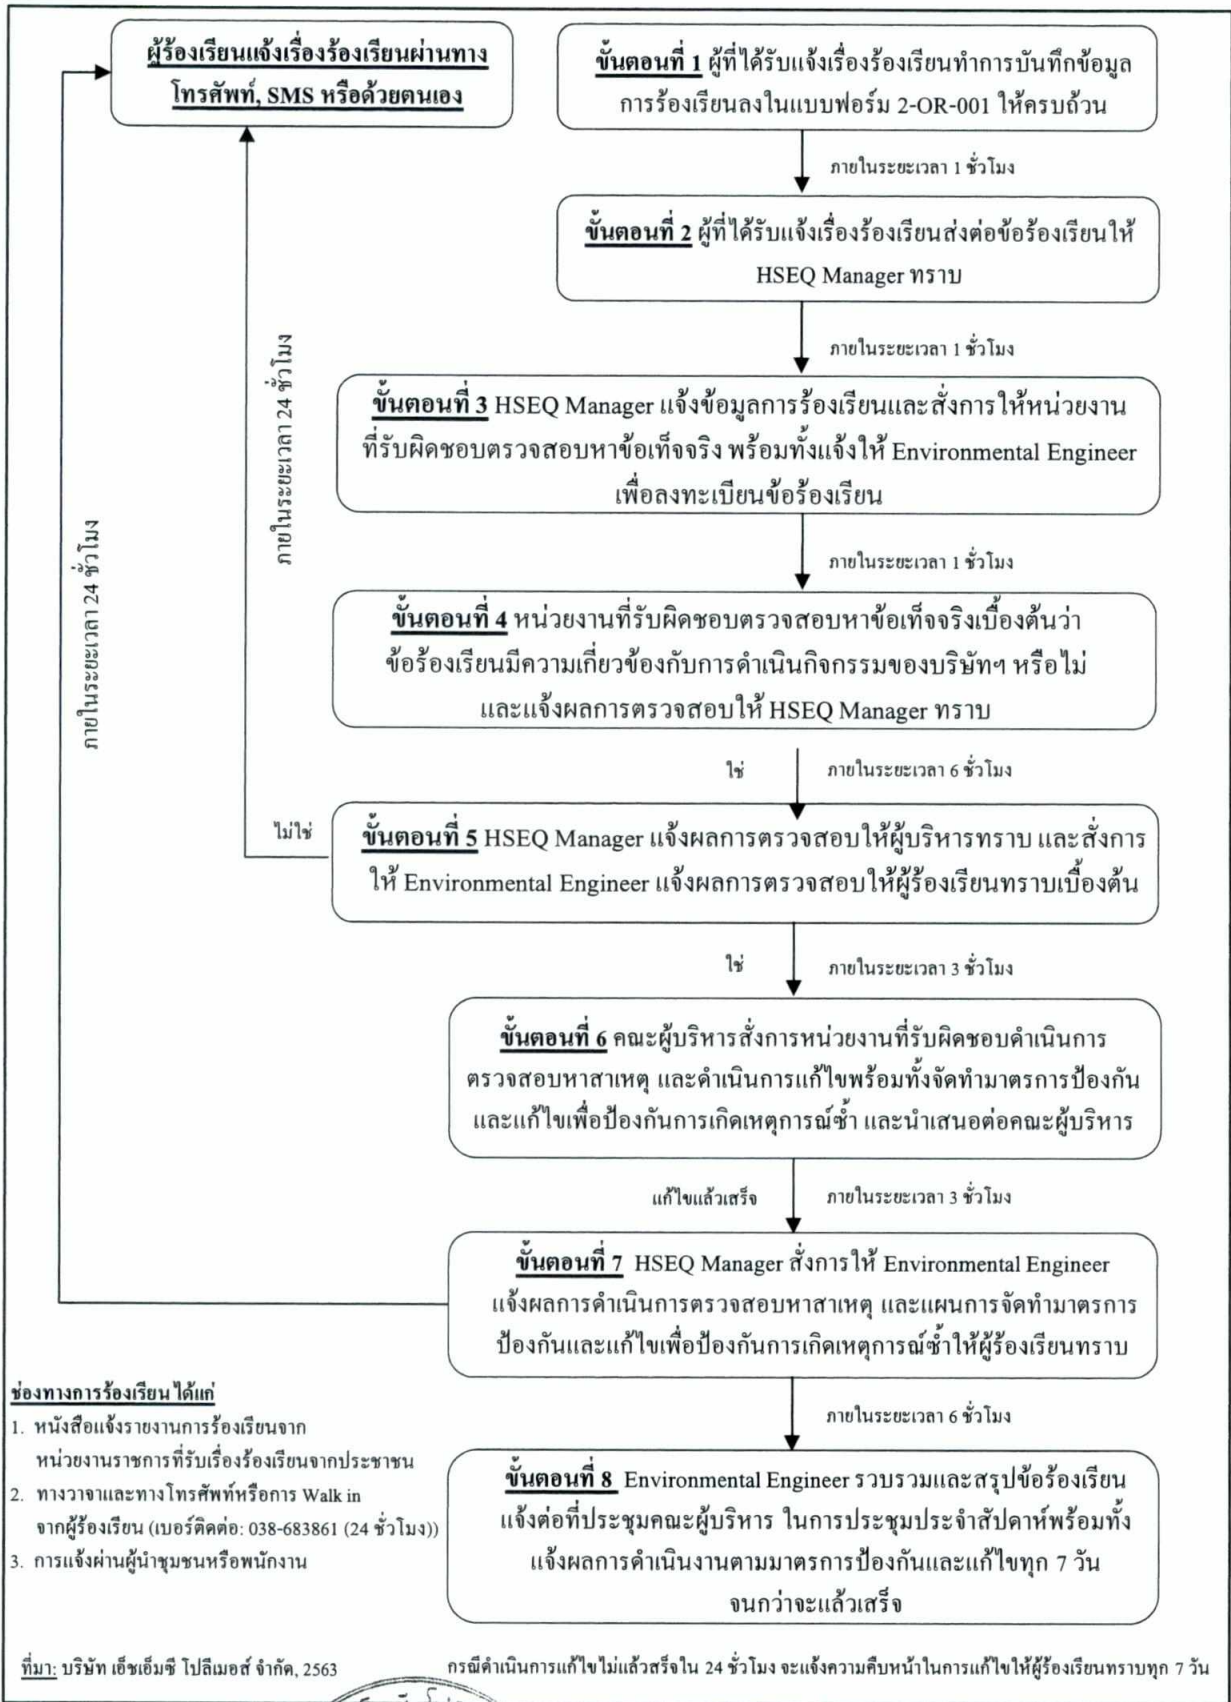 ผู้ร้องเรียนแจ้งเรื่องร้องเรียนผ่านทาง
โทรศัพท์, SMS หรือด้วยตนเอง
ขั้นตอนที่ 1 ผู้ที่ได้รับแจ้งเรื่องร้องเรียนทำการบันทึกข้อมูล
การร้องเรียนลงในแบบฟอร์ม 2-OR-001 ให้ครบถ้วน
ภายในระยะเวลา 1 ชั่วโมง
ขั้นตอนที่ 2 ผู้ที่ได้รับแจ้งเรื่องร้องเรียนส่งต่อข้อร้องเรียนให้
HSEQ Manager ทราบ
ภายในระยะเวลา 1 ชั่วโมง
ขั้นตอนที่ 3 HSEQ Manager แจ้งข้อมูลการร้องเรียนและสั่งการให้หน่วยงาน
ที่รับผิดชอบตรวจสอบหาข้อเท็จจริง พร้อมทั้งแจ้งให้ Environmental Engineer
เพื่อลงทะเบียนข้อร้องเรียน
ภายในระยะเวลา 1 ชั่วโมง
ภายในระยะเวลา 24 ชั่วโมง
ภายในระยะเวลา 24 ชั่วโมง
ขั้นตอนที่ 4 หน่วยงานที่รับผิดชอบตรวจสอบหาข้อเท็จจริงเบื้องต้นว่า
ข้อร้องเรียนมีความเกี่ยวข้องกับการดำเนินกิจกรรมของบริษัทฯ หรือไม่
และแจ้งผลการตรวจสอบให้ HSEQ Manager ทราบ
ใช่ ภายในระยะเวลา 6 ชั่วโมง
ไม่ใช่
ขั้นตอนที่ 5 HSEQ Manager แจ้งผลการตรวจสอบให้ผู้บริหารทราบ และสั่งการ
ให้ Environmental Engineer แจ้งผลการตรวจสอบให้ผู้ร้องเรียนทราบเบื้องต้น
ใช่ ภายในระยะเวลา 3 ชั่วโมง
ขั้นตอนที่ 6 คณะผู้บริหารสั่งการหน่วยงานที่รับผิดชอบดำเนินการ
ตรวจสอบหาสาเหตุ และดำเนินการแก้ไขพร้อมทั้งจัดทำมาตรการป้องกัน
และแก้ไขเพื่อป้องกันการเกิดเหตุการณ์ซ้ำ และนำเสนอต่อคณะผู้บริหาร
แก้ไขแล้วเสร็จ ภายในระยะเวลา 3 ชั่วโมง
ขั้นตอนที่ 7 HSEQ Manager สั่งการให้ Environmental Engineer
แจ้งผลการดำเนินการตรวจสอบหาสาเหตุ และแผนการจัดทำมาตรการ
ป้องกันและแก้ไขเพื่อป้องกันการเกิดเหตุการณ์ซ้ำให้ผู้ร้องเรียนทราบ
ภายในระยะเวลา 6 ชั่วโมง
ขั้นตอนที่ 8 Environmental Engineer รวบรวมและสรุปข้อร้องเรียน
แจ้งต่อที่ประชุมคณะผู้บริหาร ในการประชุมประจำสัปดาห์พร้อมทั้ง
แจ้งผลการดำเนินงานตามมาตรการป้องกันและแก้ไขทุก 7 วัน
จนกว่าจะแล้วเสร็จ
ช่องทางการร้องเรียน ได้แก่
1. หนังสือแจ้งรายงานการร้องเรียนจาก
หน่วยงานราชการที่รับเรื่องร้องเรียนจากประชาชน
2. ทางวาจาและทางโทรศัพท์หรือการ Walk in
จากผู้ร้องเรียน (เบอร์ติดต่อ: 038-683861 (24 ชั่วโมง))
3. การแจ้งผ่านผู้นำชุมชนหรือพนักงาน
ที่มา: บริษัท เอ็ชเอ็มซี โปลีเมอส์ จำกัด, 2563
กรณีดำเนินการแก้ไขไม่แล้วเสร็จใน 24 ชั่วโมง จะแจ้งความคืบหน้าในการแก้ไขให้ผู้ร้องเรียนทราบทุก 7 วัน